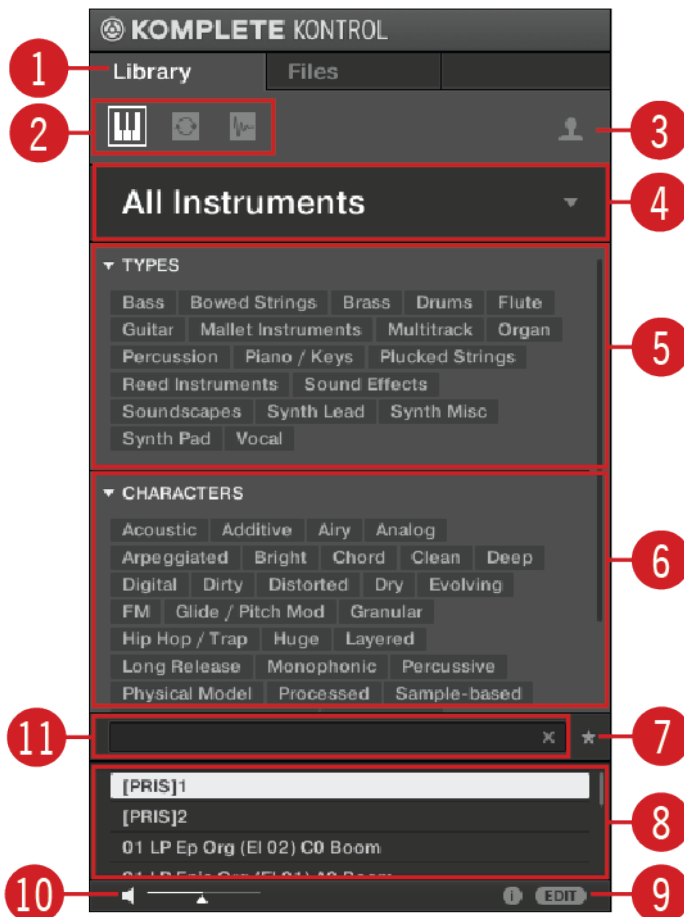 KOMPLETE KONTROL
1 Library Files
2
3
All Instruments 4
TYPES
Bass Bowed Strings Brass Drums Flute
Guitar Mallet Instruments Multitrack Organ
5
Percussion Piano / Keys Plucked Strings
Reed Instruments Sound Effects
Soundscapes Synth Lead Synth Misc
Synth Pad Vocal
CHARACTERS
Acoustic Additive Airy Analog
Arpeggiated Bright Chord Clean Deep
6
Digital Dirty Distorted Dry Evolving
FM Glide / Pitch Mod Granular
Hip Hop / Trap Huge Layered
Long Release Monophonic Percussive
Physical Model Processed Sample-based
11 7
[PRIS]1
[PRIS]2
8
01 LP Ep Org (El 02) C0 Boom
10 i EDIT 9